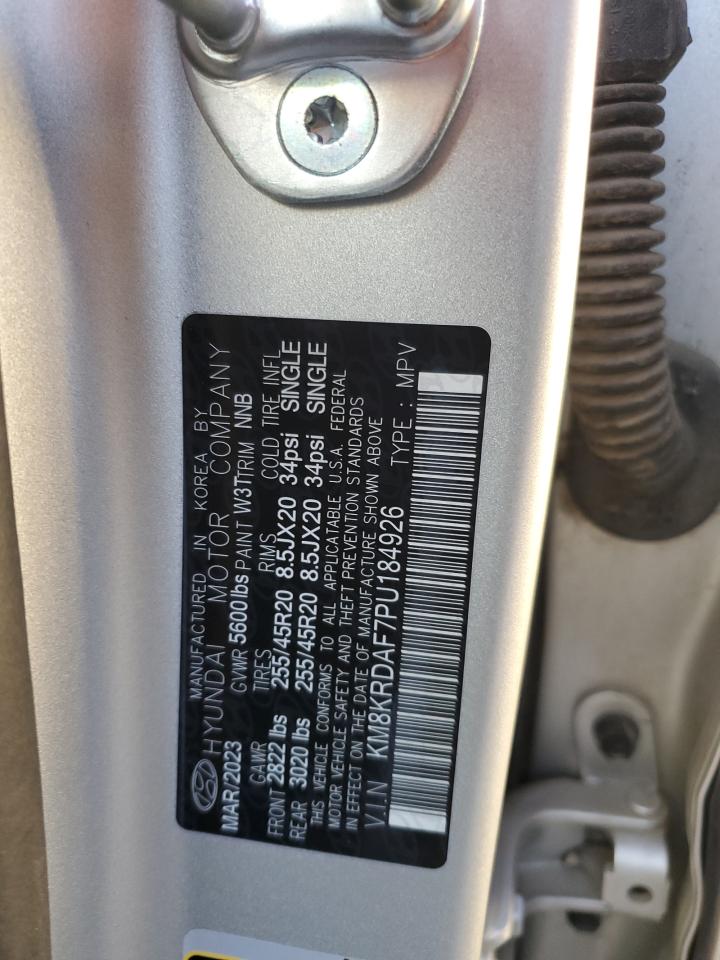 MANUFACTURED IN KOREA BY
HYUNDAI MOTOR COMPANY
MAR/2023 GVWR 5600lbs PAINT W3T TRIM NNB
GAWR TIRES RIMS COLD TIRE INFL
FRONT 2822 lbs 255/45R20 8.5JX20 34psi SINGLE
REAR 3020 lbs 255/45R20 8.5JX20 34psi SINGLE
THIS VEHICLE CONFORMS TO ALL APPLICATABLE U.S.A. FEDERAL
MOTOR VEHICLE SAFETY AND THEFT PREVENTION STANDARDS
IN EFFECT ON THE DATE OF MANUFACTURE SHOWN ABOVE
V.I.N KM8KRDAF7PU184926 TYPE : MPV